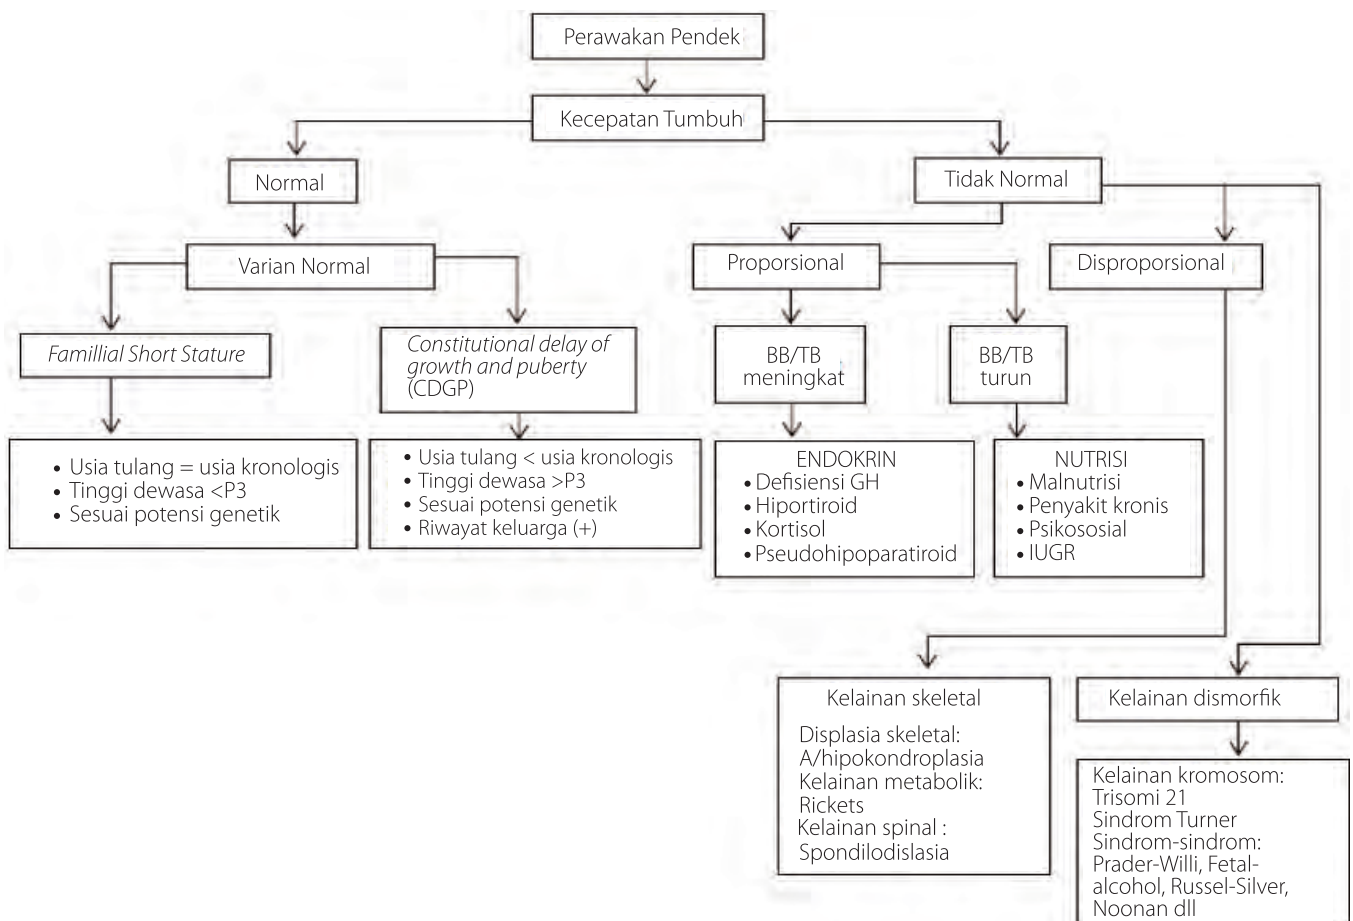 Perawakan Pendek
Kecepatan Tumbuh
Normal
Tidak Normal
Varian Normal
Proporsional
Disproporsional
Famillial Short Stature
Constitutional delay of
growth and puberty
(CDGP)
BB/TB
meningkat
BB/TB
turun
• Usia tulang = usia kronologis
• Tinggi dewasa <P3
• Sesuai potensi genetik
• Usia tulang < usia kronologis
• Tinggi dewasa >P3
• Sesuai potensi genetik
• Riwayat keluarga (+)
ENDOKRIN
• Defisiensi GH
• Hiportiroid
• Kortisol
• Pseudohipoparatiroid
NUTRISI
• Malnutrisi
• Penyakit kronis
• Psikososial
• IUGR
Kelainan skeletal
Displasia skeletal:
A/hipokondroplasia
Kelainan metabolik:
Rickets
Kelainan spinal :
Spondilodislasia
Kelainan dismorfik
Kelainan kromosom:
Trisomi 21
Sindrom Turner
Sindrom-sindrom:
Prader-Willi, Fetal-
alcohol, Russel-Silver,
Noonan dll